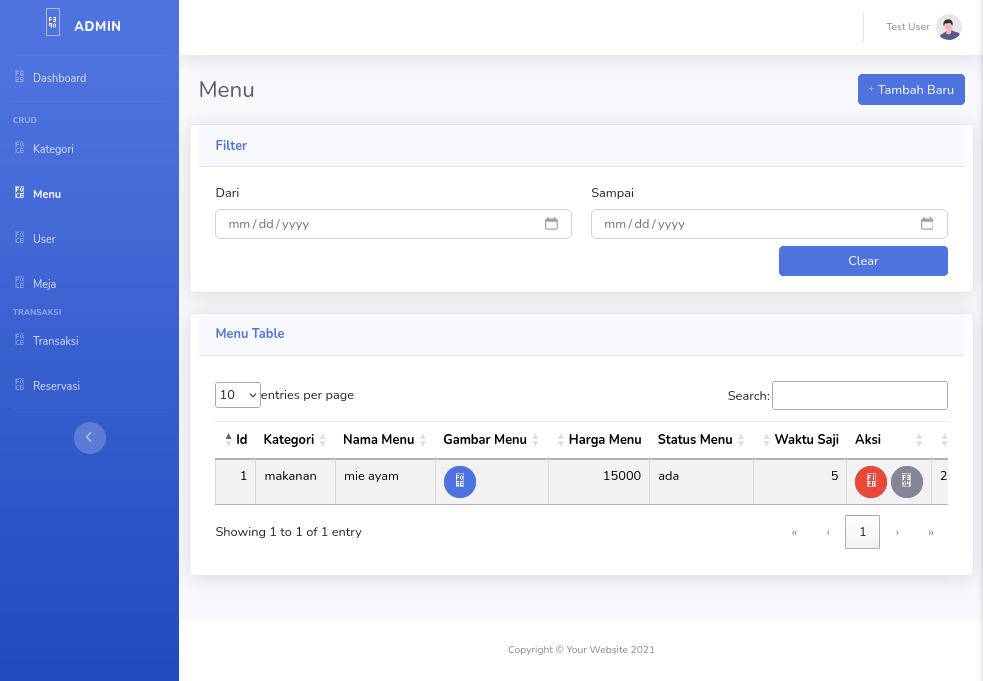 ADMIN
Test User
Dashboard
CRUD
Kategori
Menu
User
Meja
TRANSAKSI
Transaksi
Reservasi
Menu
+ Tambah Baru
Filter
Dari
Sampai
mm/dd/yyyy
mm/dd/yyyy
Clear
Menu Table
10 entries per page
Search:
Id Kategori Nama Menu Gambar Menu Harga Menu Status Menu Waktu Saji Aksi
1 makanan mie ayam 15000 ada 5 2
Showing 1 to 1 of 1 entry
« ‹ 1 › »
Copyright © Your Website 2021